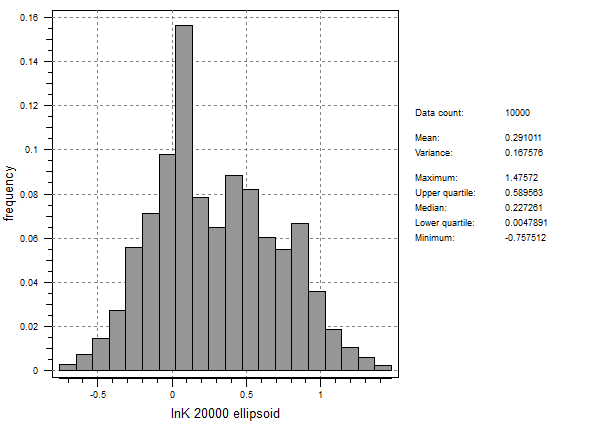 0.16
0.14
0.12
0.1
0.08
0.06
0.04
0.02
0
frequency
-0.5
0
0.5
1
lnK 20000 ellipsoid
Data count: 10000
Mean: 0.291011
Variance: 0.167576
Maximum: 1.47572
Upper quartile: 0.589563
Median: 0.227261
Lower quartile: 0.0047891
Minimum: -0.757512